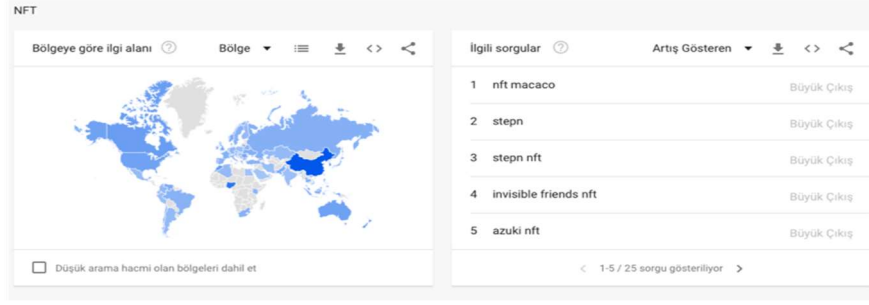 NFT
Bölgeye göre ilgi alanı
Bölge
İlgili sorgular
Artış Gösteren
1 nft macaco Büyük Çıkış
2 stepn Büyük Çıkış
3 stepn nft Büyük Çıkış
4 invisible friends nft Büyük Çıkış
5 azuki nft Büyük Çıkış
Düşük arama hacmi olan bölgeleri dahil et
1-5 / 25 sorgu gösteriliyor